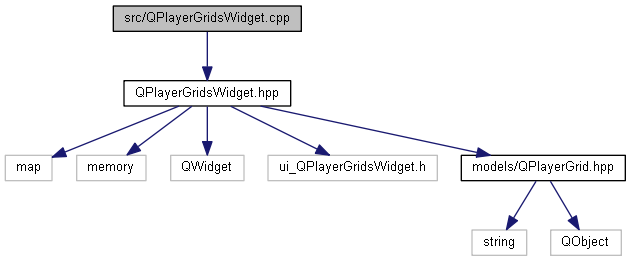 src/QPlayerGridsWidget.cpp
QPlayerGridsWidget.hpp
map
memory
QWidget
ui_QPlayerGridsWidget.h
models/QPlayerGrid.hpp
string
QObject